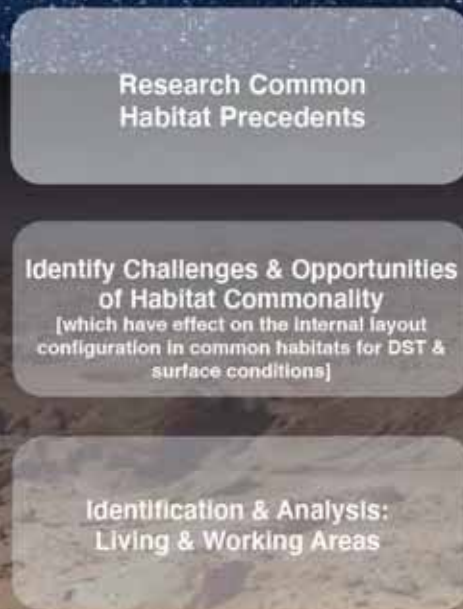 Research Common
Habitat Precedents
Identify Challenges & Opportunities
of Habitat Commonality
[which have effect on the internal layout
configuration in common habitats for DST &
surface conditions]
Identification & Analysis:
Living & Working Areas